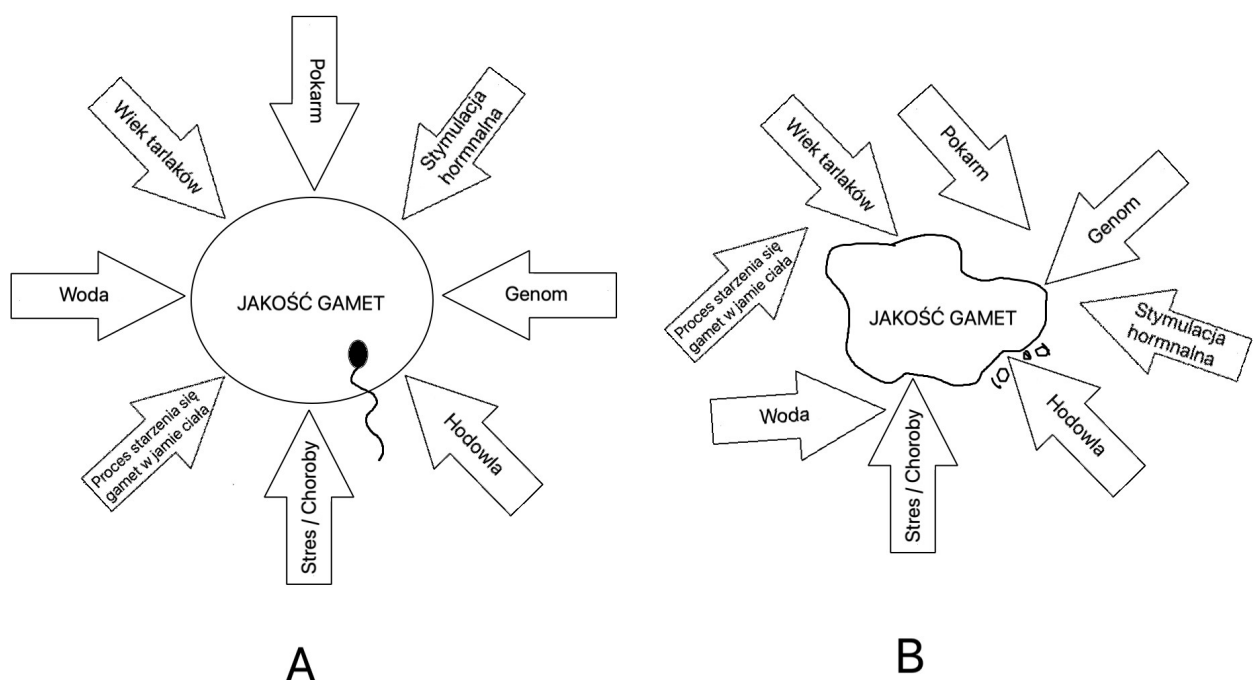 Pokarm
Wiek tarlaków
Stymulacja
hormnalna
Woda
JAKOŚĆ GAMET
Genom
Proces starzenia się
gamet w jamie ciała
Stres / Choroby
Hodowla
A
Wiek tarlaków
Pokarm
Genom
Proces starzenia się
gamet w jamie ciała
JAKOŚĆ GAMET
Stymulacja
hormnalna
Woda
Stres / Choroby
Hodowla
B